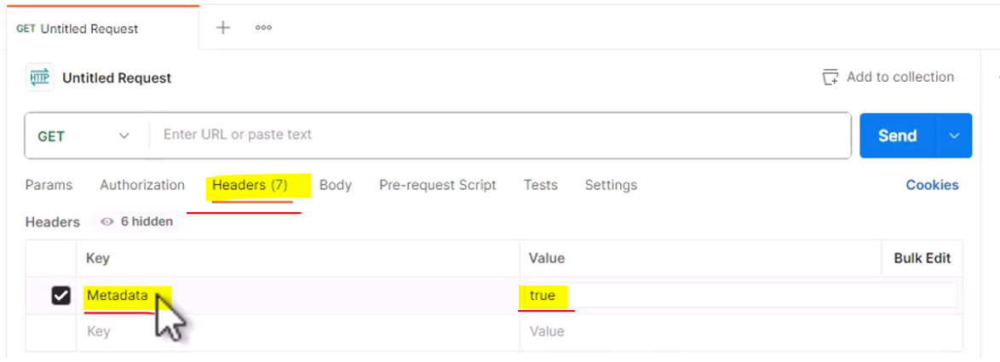 GET Untitled Request
HTTP Untitled Request Add to collection
GET Enter URL or paste text Send
Params Authorization Headers (7) Body Pre-request Script Tests Settings Cookies
Headers 6 hidden
Key Value Bulk Edit
Metadata true
Key Value